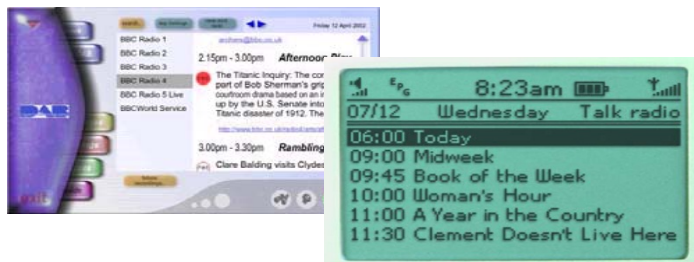 Friday 12 April 2002
BBC Radio 1
BBC Radio 2
BBC Radio 3
BBC Radio 4
BBC Radio 5 Live
BBCWorld Service
archers@bbc.co.uk
2.15pm - 3.00pm Afternoon Play
The Titanic Inquiry: The
part of Bob Sherman's
courtroom drama based on an
up by the U.S. Senate into
Titanic disaster of 1912. The
3.00pm - 3.30pm Rambling
Clare Balding visits
DAB
exit
EPG 8:23am
07/12 Wednesday Talk radio
06:00 Today
09:00 Midweek
09:45 Book of the Week
10:00 Woman's Hour
11:00 A Year in the Country
11:30 Clement Doesn't Live Here